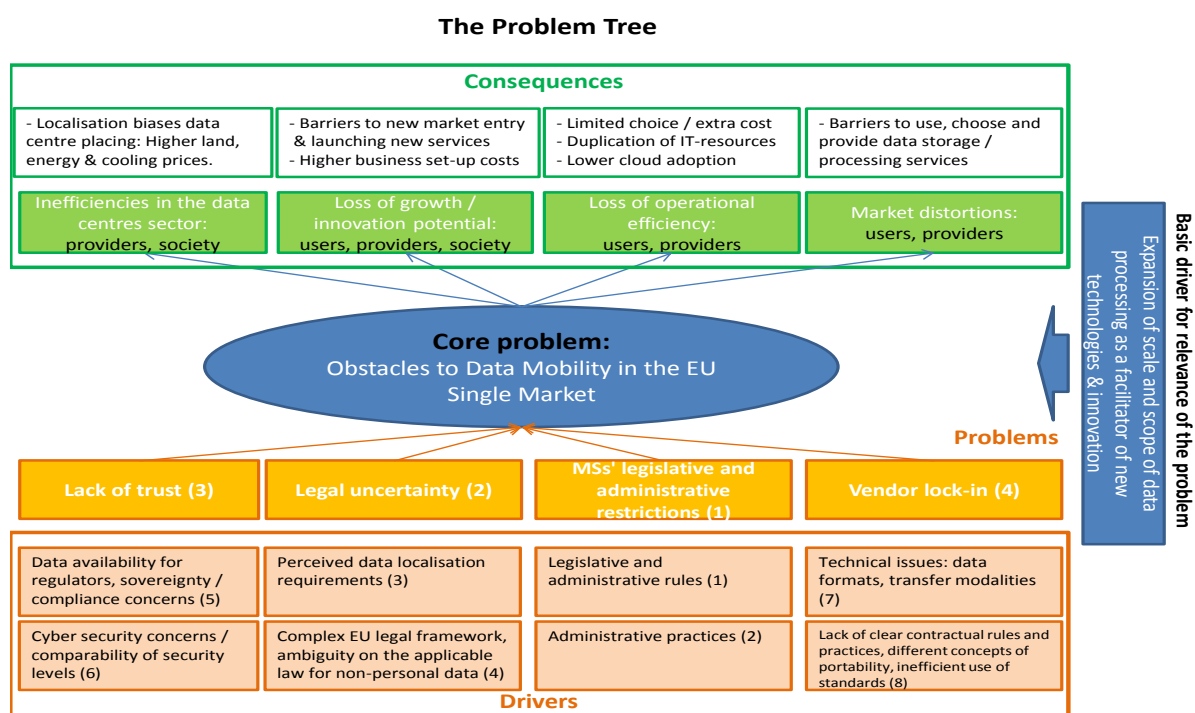 The Problem Tree
Consequences
- Localisation biases data
centre placing: Higher land,
energy & cooling prices.
- Barriers to new market entry
& launching new services
- Higher business set-up costs
- Limited choice / extra cost
- Duplication of IT-resources
- Lower cloud adoption
- Barriers to use, choose and
provide data storage /
processing services
Inefficiencies in the data
centres sector:
providers, society
Loss of growth /
innovation potential:
users, providers, society
Loss of operational
efficiency:
users, providers
Market distortions:
users, providers
Core problem:
Obstacles to Data Mobility in the EU
Single Market
Basic driver for relevance of the problem
Expansion of scale and scope of data
processing as a facilitator of new
technologies & innovation
Problems
Lack of trust (3)
Legal uncertainty (2)
MSs' legislative and
administrative
restrictions (1)
Vendor lock-in (4)
Data availability for
regulators, sovereignty /
compliance concerns (5)
Perceived data localisation
requirements (3)
Legislative and
administrative rules (1)
Technical issues: data
formats, transfer modalities
(7)
Cyber security concerns /
comparability of security
levels (6)
Complex EU legal framework,
ambiguity on the applicable
law for non-personal data (4)
Administrative practices (2)
Lack of clear contractual rules and
practices, different concepts of
portability, inefficient use of
standards (8)
Drivers